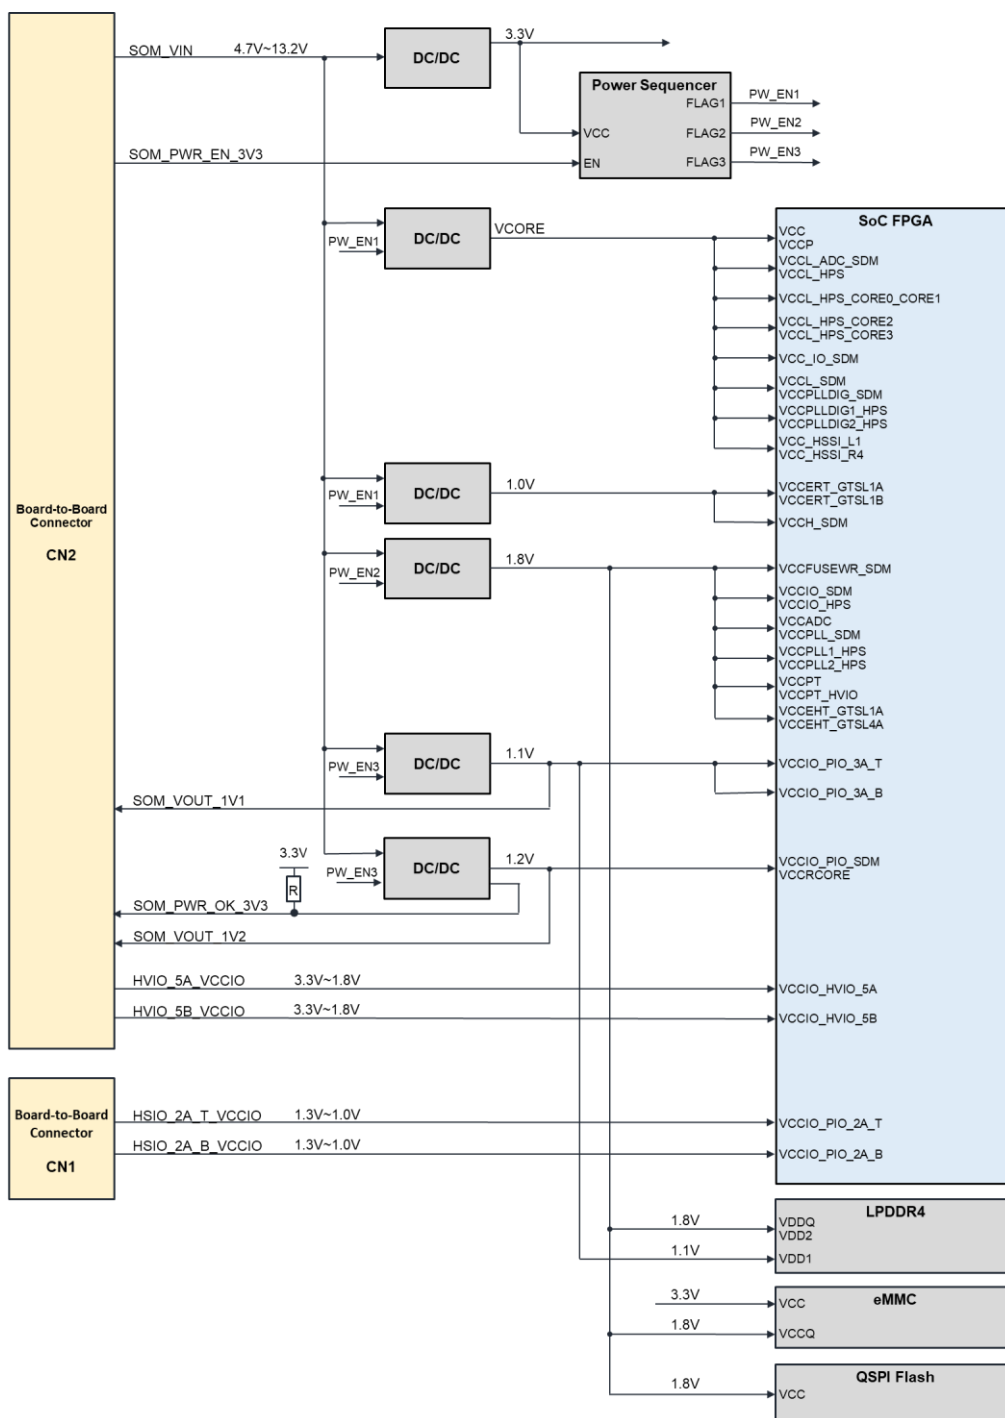 SOM_VIN
4.7V~13.2V
DC/DC
3.3V
Power Sequencer
FLAG1
PW_EN1
VCC
FLAG2
PW_EN2
SOM_PWR_EN_3V3
EN
FLAG3
PW_EN3
SoC FPGA
PW_EN1
DC/DC
VCORE
VCC
VCCP
VCCL_ADC_SDM
VCCL_HPS
VCCL_HPS_CORE0_CORE1
VCCL_HPS_CORE2
VCCL_HPS_CORE3
VCC_IO_SDM
VCCL_SDM
VCCPLLDIG_SDM
VCCPLLDIG1_HPS
VCCPLLDIG2_HPS
VCC_HSSI_L1
VCC_HSSI_R4
PW_EN1
DC/DC
1.0V
VCCERT_GTSL1A
VCCERT_GTSL1B
VCCH_SDM
Board-to-Board
Connector
CN2
PW_EN2
DC/DC
1.8V
VCCFUSEWR_SDM
VCCIO_SDM
VCCIO_HPS
VCCADC
VCCPLL_SDM
VCCPLL1_HPS
VCCPLL2_HPS
VCCPT
VCCPT_HVIO
VCCEHT_GTSL1A
VCCEHT_GTSL4A
PW_EN3
DC/DC
1.1V
VCCIO_PIO_3A_T
VCCIO_PIO_3A_B
SOM_VOUT_1V1
3.3V
R
PW_EN3
DC/DC
1.2V
VCCIO_PIO_SDM
VCCRCORE
SOM_PWR_OK_3V3
SOM_VOUT_1V2
HVIO_5A_VCCIO
3.3V~1.8V
VCCIO_HVIO_5A
HVIO_5B_VCCIO
3.3V~1.8V
VCCIO_HVIO_5B
Board-to-Board
Connector
CN1
HSIO_2A_T_VCCIO
1.3V~1.0V
VCCIO_PIO_2A_T
HSIO_2A_B_VCCIO
1.3V~1.0V
VCCIO_PIO_2A_B
LPDDR4
1.8V
VDDQ
VDD2
1.1V
VDD1
eMMC
3.3V
VCC
1.8V
VCCQ
QSPI Flash
1.8V
VCC